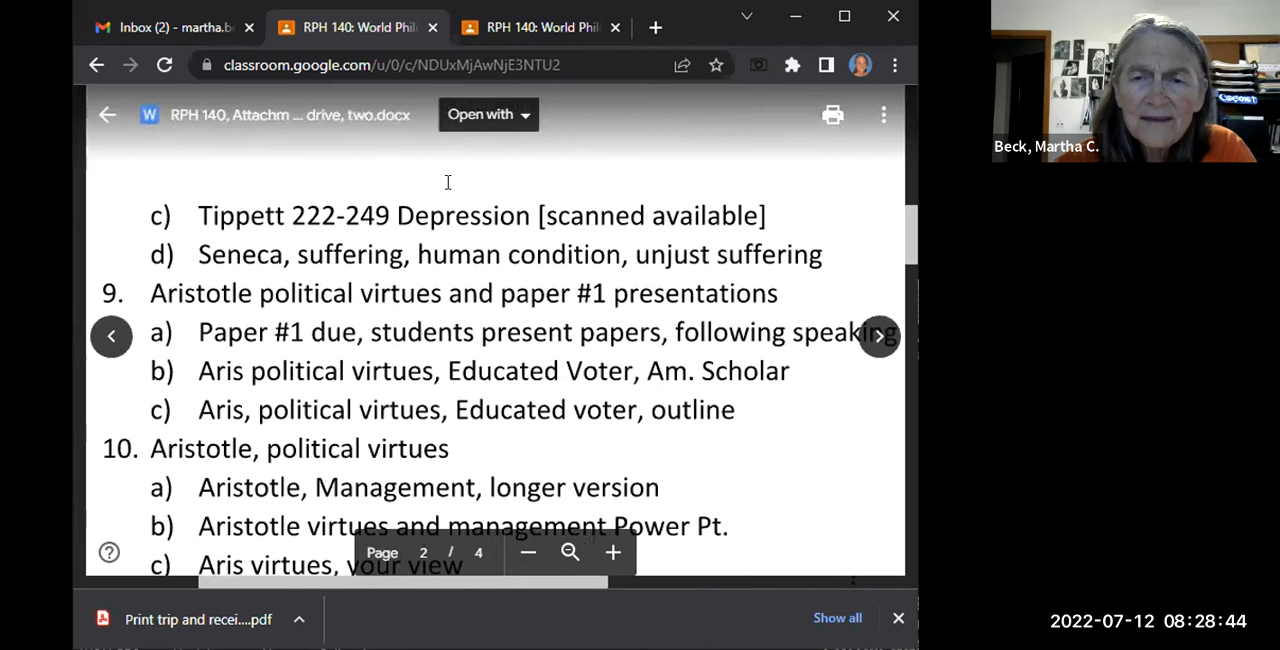 Inbox (2) - martha.b
RPH 140: World Phil
RPH 140: World Phil
classroom.google.com/u/0/c/NDUxMjAwNjE3NTU2
RPH 140, Attachm ... drive, two.docx
Open with
c) Tippett 222-249 Depression [scanned available]
d) Seneca, suffering, human condition, unjust suffering
9. Aristotle political virtues and paper #1 presentations
a) Paper #1 due, students present papers, following speaking
b) Aris political virtues, Educated Voter, Am. Scholar
c) Aris, political virtues, Educated voter, outline
10. Aristotle, political virtues
a) Aristotle, Management, longer version
b) Aristotle virtues and management Power Pt.
c) Aris virtues, your view
Page 2 / 4
Print trip and recei....pdf
Show all
Beck, Martha C.
2022-07-12 08:28:44